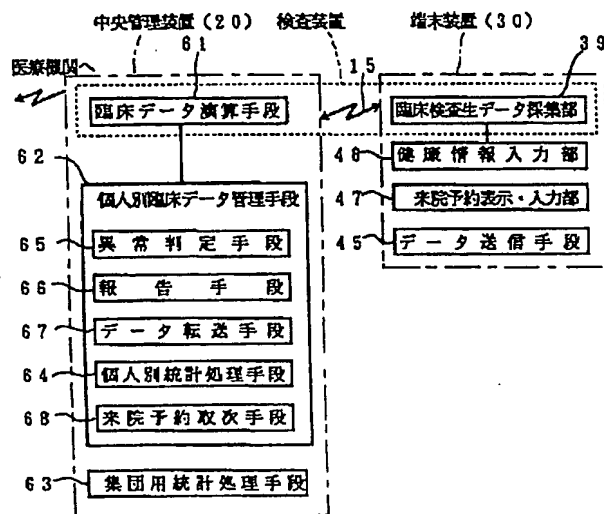 中央管理装置(20) 検査装置 端末装置(30)
61 39
医療機関へ 15
臨床データ演算手段 臨床検査生データ採集部
62 46 健康情報入力部
個人別臨床データ管理手段 47 来院予約表示・入力部
65 異常判定手段 45 データ送信手段
66 報告手段
67 データ転送手段
64 個人別統計処理手段
68 来院予約取次手段
63 集団用統計処理手段